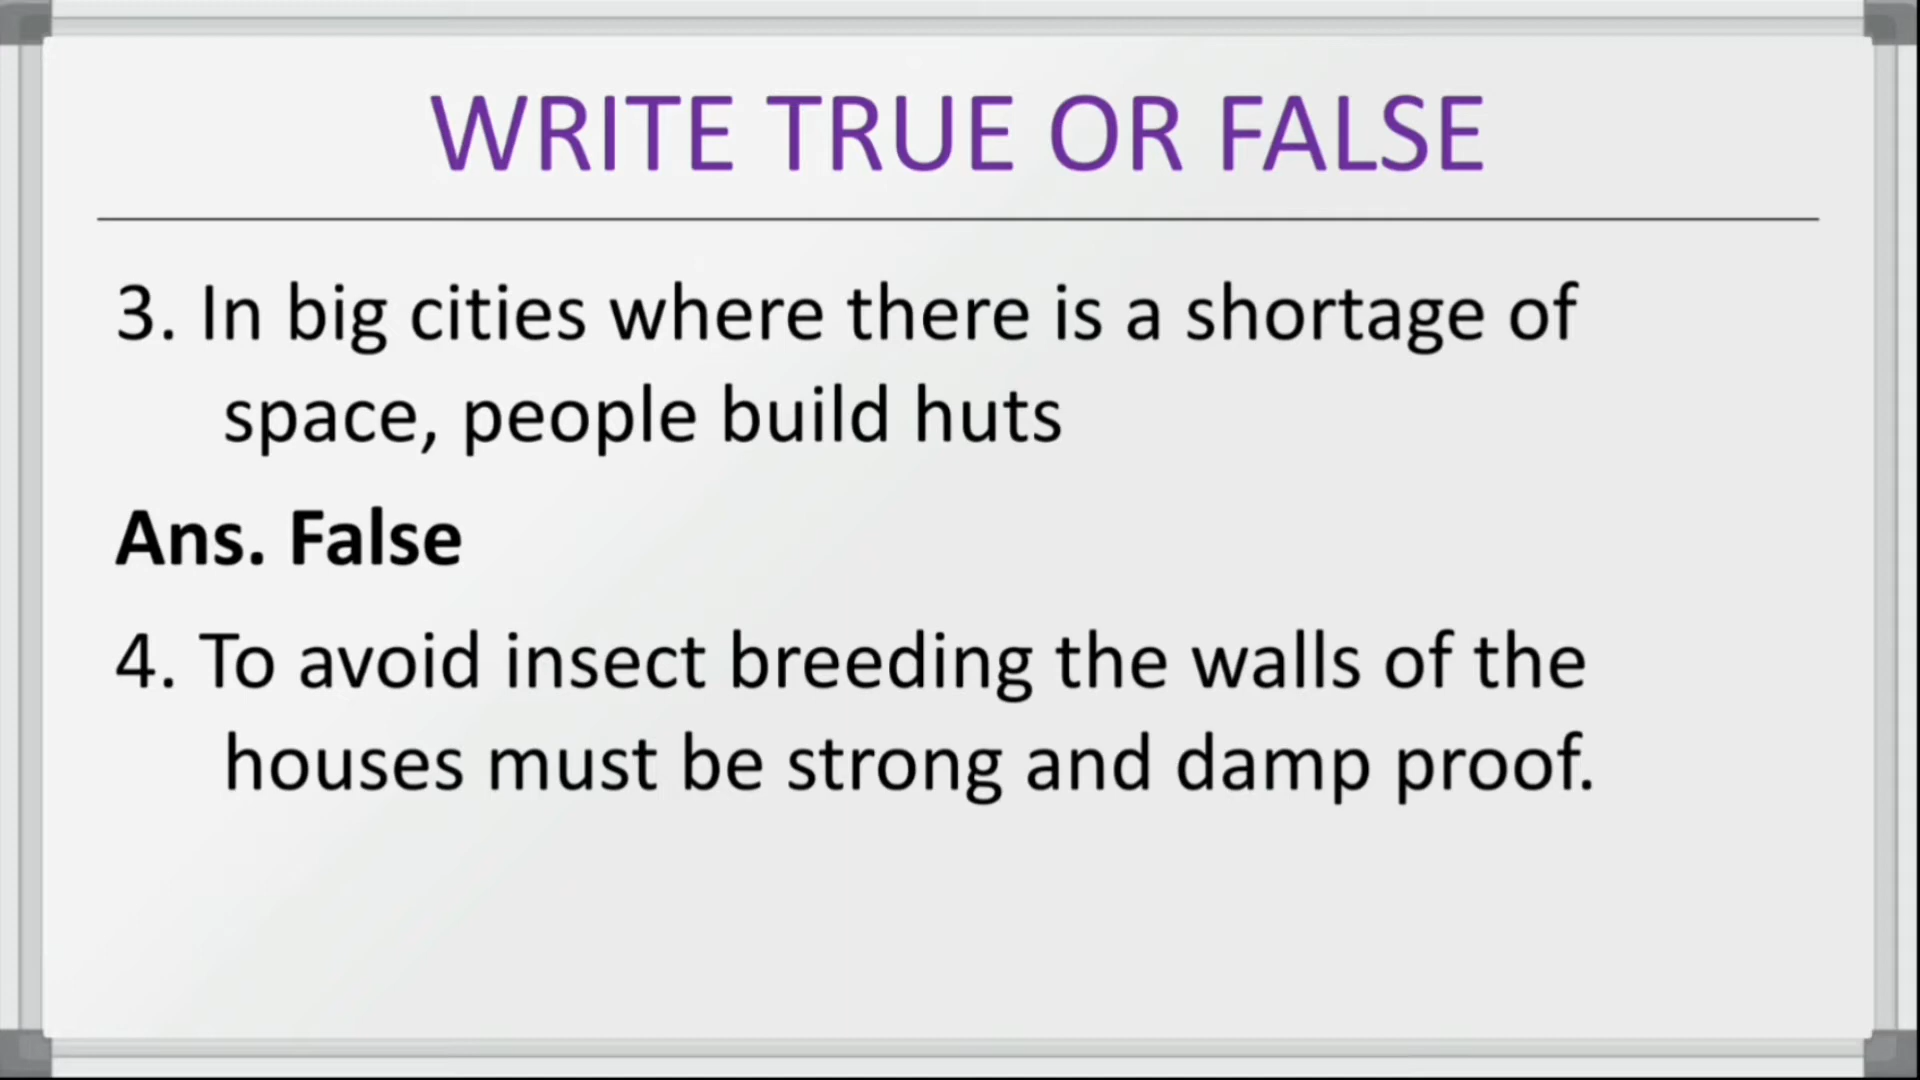 WRITE TRUE OR FALSE
3. In big cities where there is a shortage of
space, people build huts
Ans. False
4. To avoid insect breeding the walls of the
houses must be strong and damp proof.